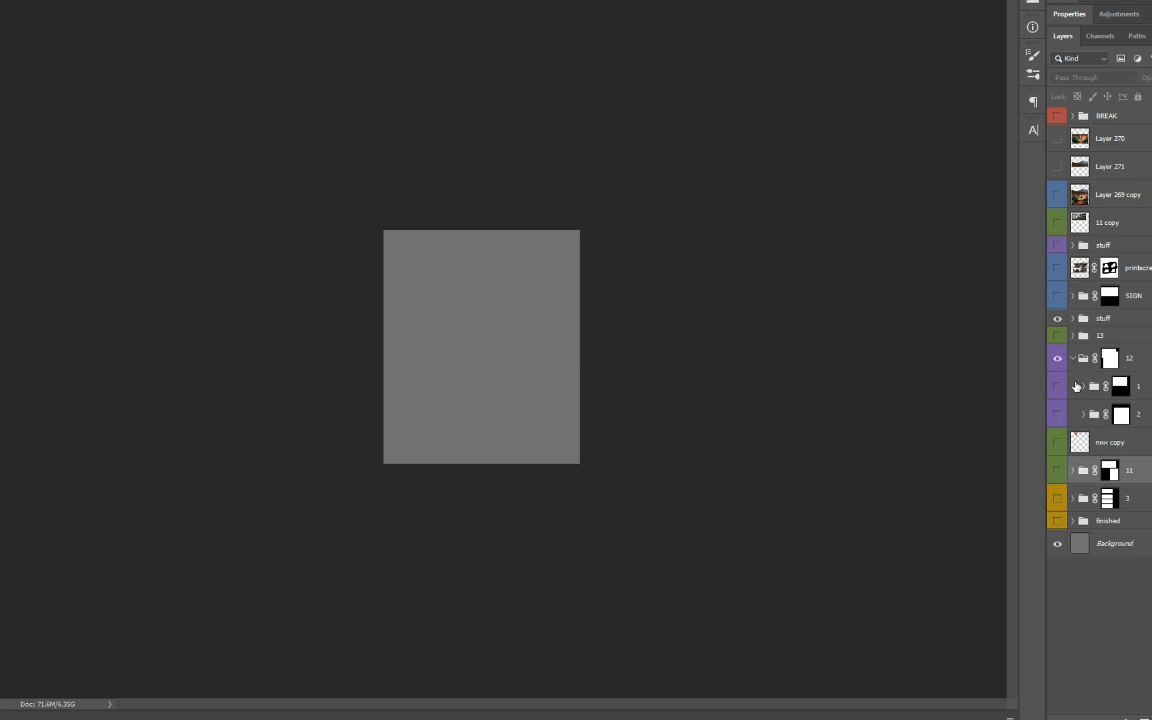 Properties Adjustments
Layers Channels Paths
Kind
Pass Through
Lock:
BREAK
Layer 270
Layer 271
Layer 269 copy
11 copy
stuff
printscre
SIGN
stuff
13
12
1
2
пин copy
11
3
finished
Background
Doc: 71.6M/6.35G